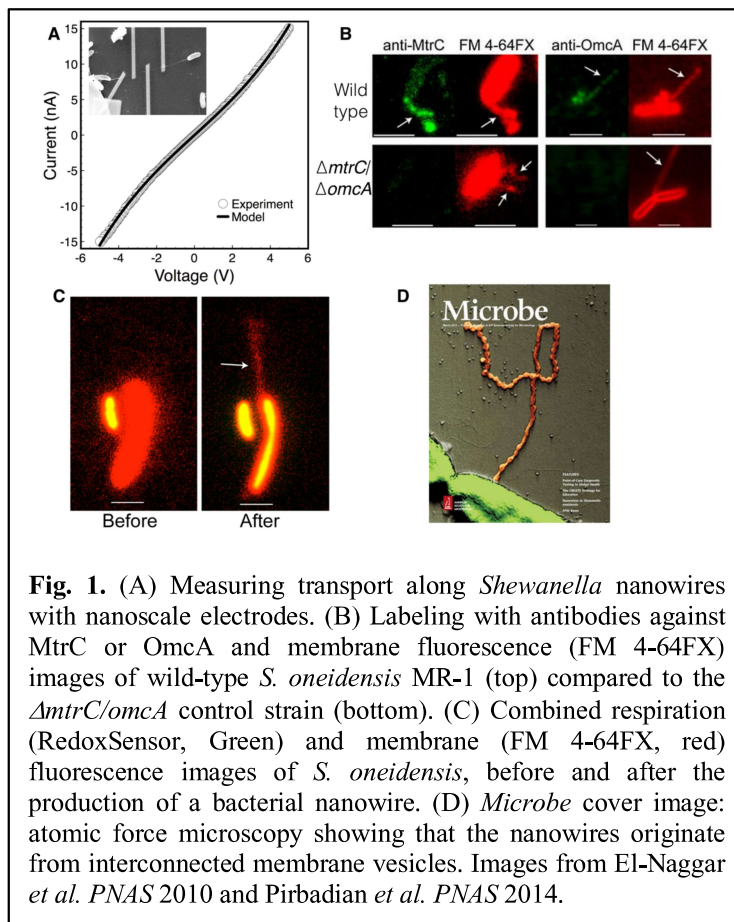 A
Current (nA)
15
10
5
0
-5
-10
-15
-6
-4
-2
0
2
4
6
Voltage (V)
Experiment
Model
B
anti-MtrC FM 4-64FX anti-OmcA FM 4-64FX
Wild
type
ΔmtrC/
ΔomcA
C
Before
After
D
Microbe
FEATURES
Fig. 1. (A) Measuring transport along Shewanella nanowires
with nanoscale electrodes. (B) Labeling with antibodies against
MtrC or OmcA and membrane fluorescence (FM 4-64FX)
images of wild-type S. oneidensis MR-1 (top) compared to the
ΔmtrC/omcA control strain (bottom). (C) Combined respiration
(RedoxSensor, Green) and membrane (FM 4-64FX, red)
fluorescence images of S. oneidensis, before and after the
production of a bacterial nanowire. (D) Microbe cover image:
atomic force microscopy showing that the nanowires originate
from interconnected membrane vesicles. Images from El-Naggar
et al. PNAS 2010 and Pirbadian et al. PNAS 2014.